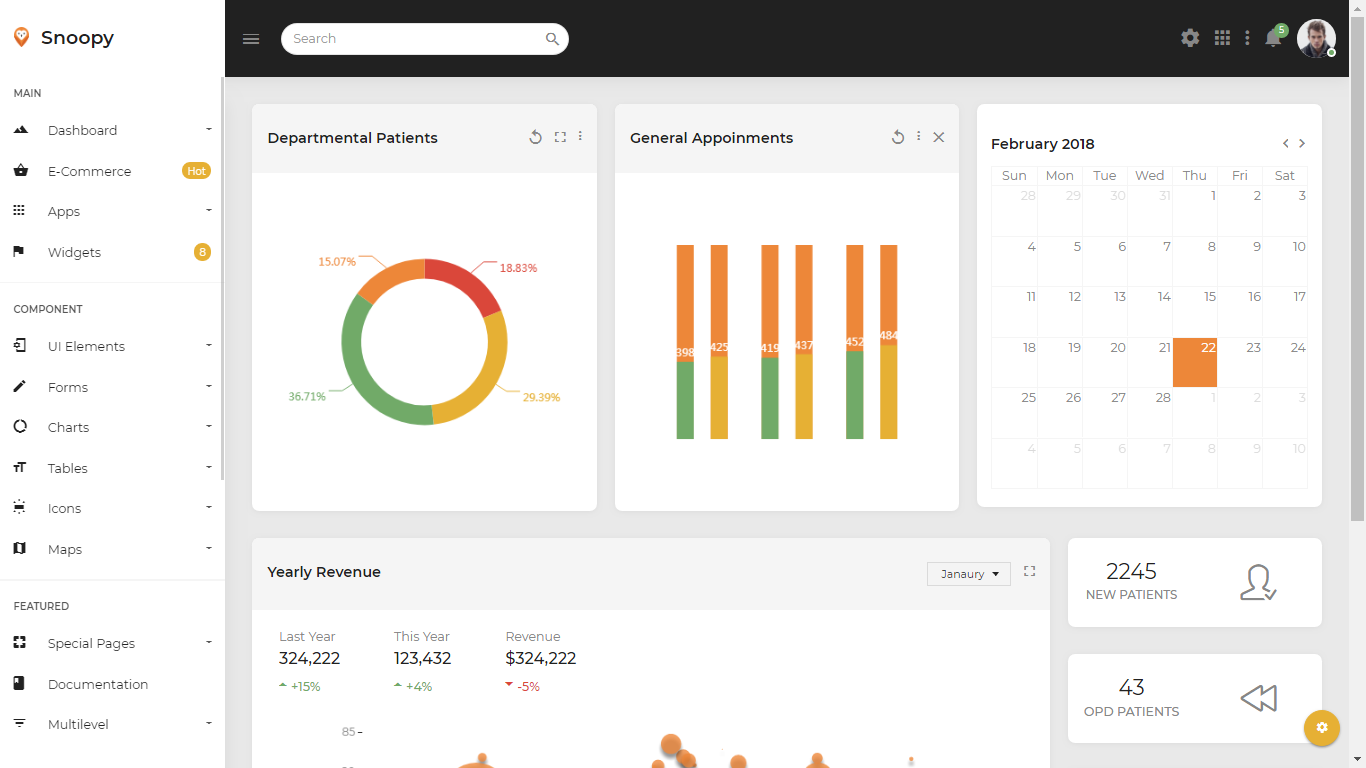 Snoopy
Search
5
MAIN
Dashboard
E-Commerce Hot
Apps
Widgets 8
COMPONENT
UI Elements
Forms
Charts
Tables
Icons
Maps
FEATURED
Special Pages
Documentation
Multilevel
Departmental Patients
15.07%
18.83%
36.71%
29.39%
General Appoinments
398 425 419 437 452 484
February 2018
Sun Mon Tue Wed Thu Fri Sat
28 29 30 31 1 2 3
4 5 6 7 8 9 10
11 12 13 14 15 16 17
18 19 20 21 22 23 24
25 26 27 28 1 2 3
4 5 6 7 8 9 10
Yearly Revenue
Janaury
Last Year This Year Revenue
324,222 123,432 $324,222
+15% +4% -5%
85
2245
NEW PATIENTS
43
OPD PATIENTS